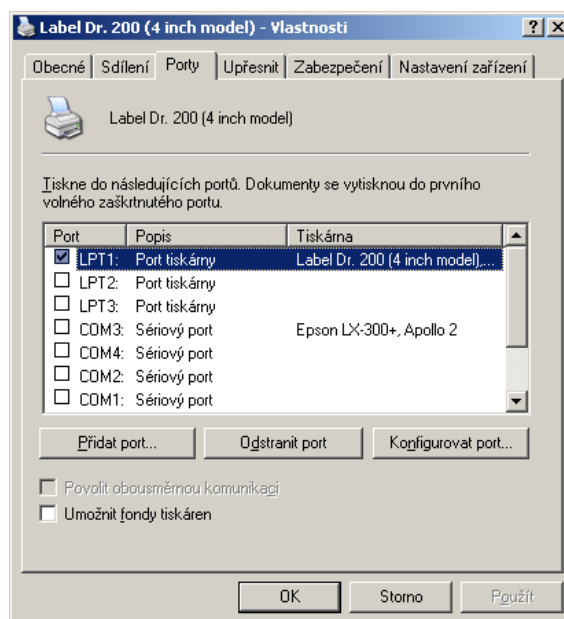 Label Dr. 200 (4 inch model) - Vlastnosti
Obecné Sdílení Porty Upřesnit Zabezpečení Nastavení zařízení
Label Dr. 200 (4 inch model)
Tiskne do následujících portů. Dokumenty se vytisknou do prvního
volného zaškrtnutého portu.
Port Popis Tiskárna
LPT1: Port tiskárny Label Dr. 200 (4 inch model),...
LPT2: Port tiskárny
LPT3: Port tiskárny
COM3: Sériový port Epson LX-300+, Apollo 2
COM4: Sériový port
COM2: Sériový port
COM1: Sériový port
Přidat port... Odstranit port Konfigurovat port...
Povolit obousměrnou komunikaci
Umožnit fondy tiskáren
OK Storno Použít